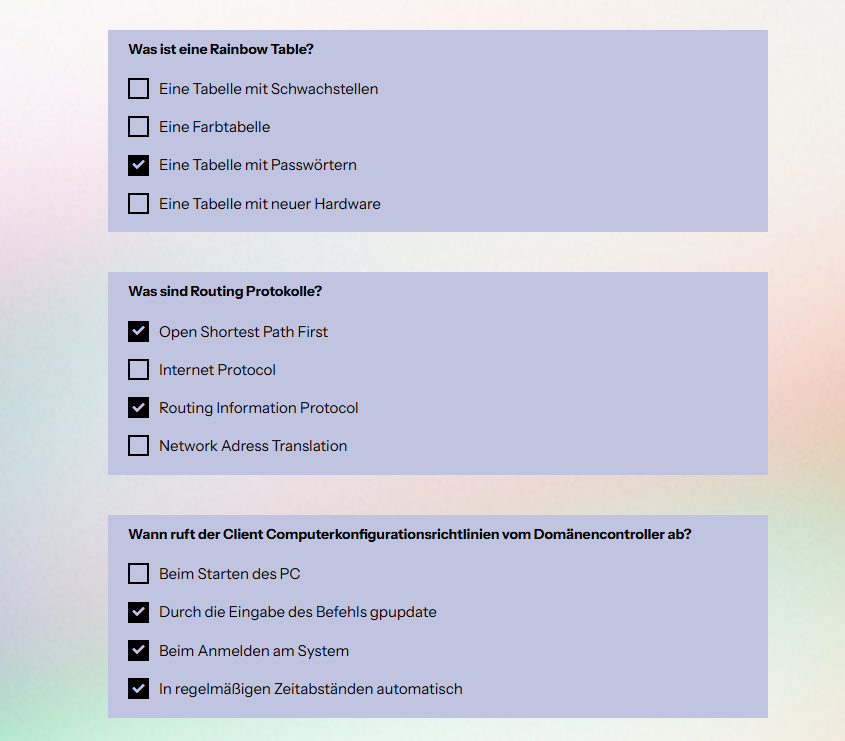 Was ist eine Rainbow Table?
Eine Tabelle mit Schwachstellen
Eine Farbtabelle
Eine Tabelle mit Passwörtern
Eine Tabelle mit neuer Hardware
Was sind Routing Protokolle?
Open Shortest Path First
Internet Protocol
Routing Information Protocol
Network Adress Translation
Wann ruft der Client Computerkonfigurationsrichtlinien vom Domänencontroller ab?
Beim Starten des PC
Durch die Eingabe des Befehls gpupdate
Beim Anmelden am System
In regelmäßigen Zeitabständen automatisch